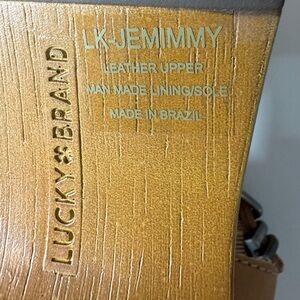 LK-JEMIMMY
LEATHER UPPER
MAN MADE LINING/SOLE
MADE IN BRAZIL
LUCKY BRAND